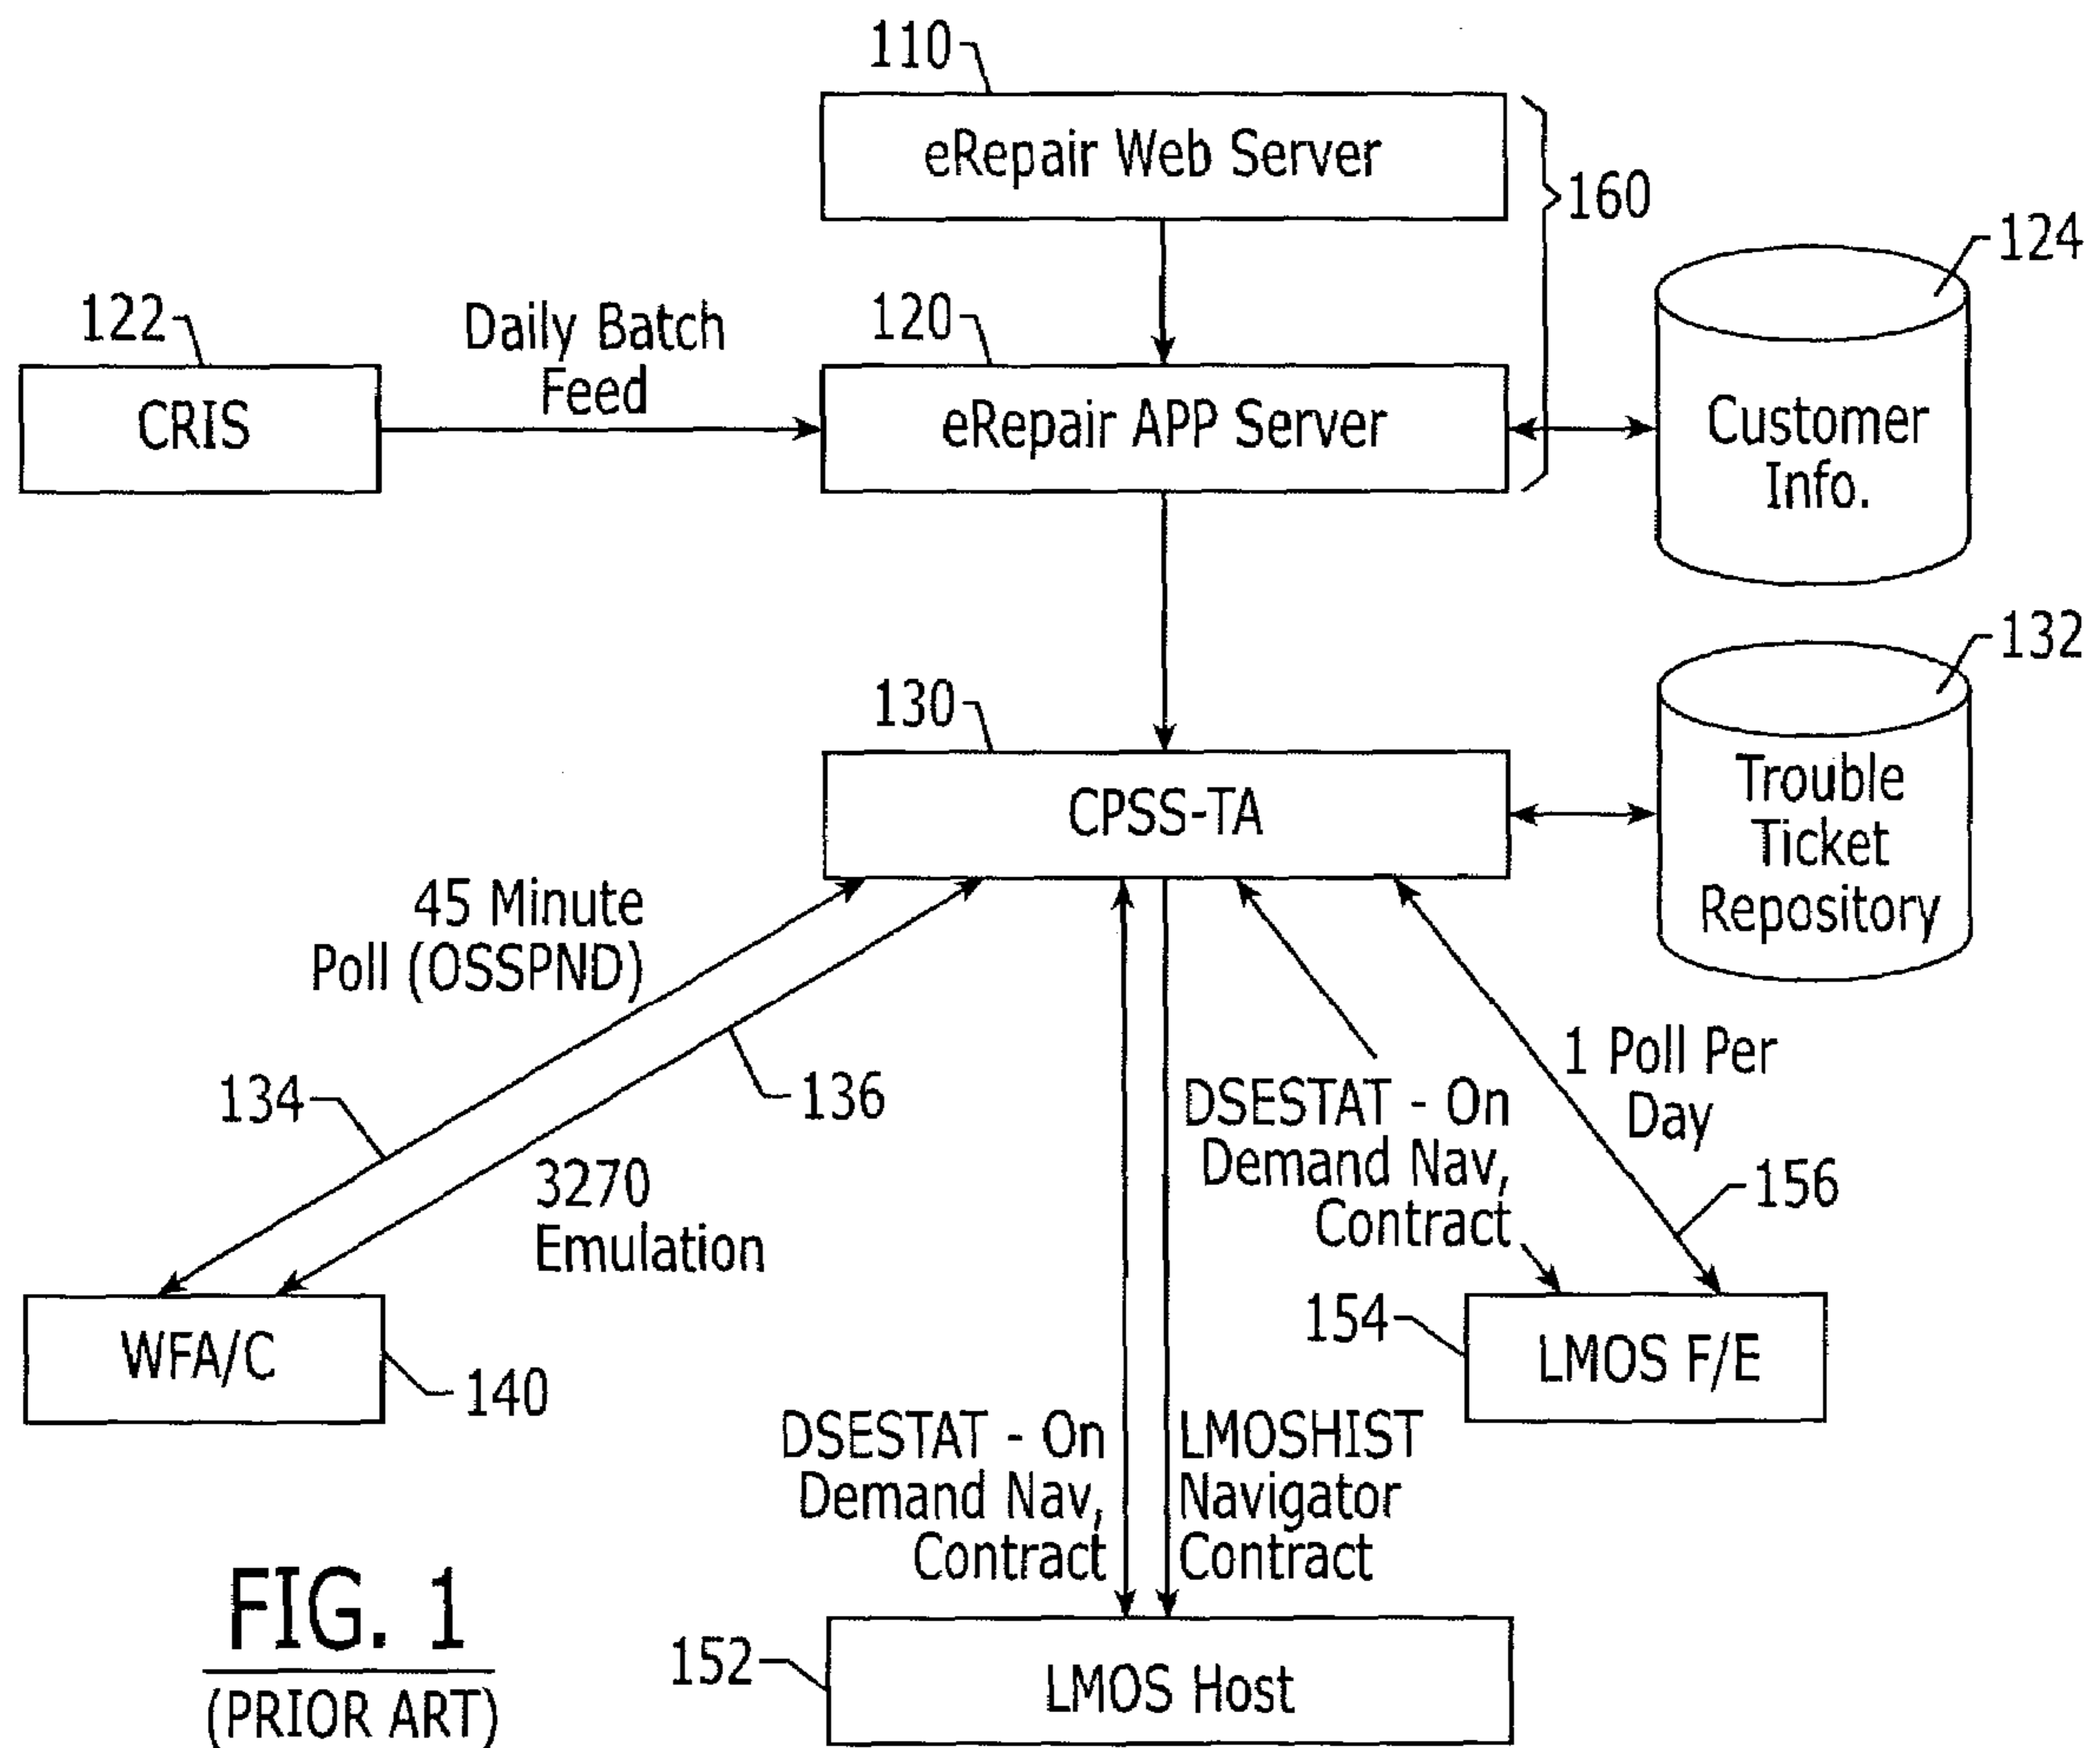 110
eRepair Web Server
160
124
122
Daily Batch
Feed
120
CRIS
eRepair APP Server
Customer
Info.
132
130
CPSS-TA
Trouble
Ticket
Repository
45 Minute
Poll (OSSPND)
134
136
3270
Emulation
DSESTAT - On
Demand Nav,
Contract
1 Poll Per
Day
156
154
WFA/C
140
LMOS F/E
DSESTAT - On
Demand Nav,
Contract
LMOSHIST
Navigator
Contract
152
LMOS Host
FIG. 1
(PRIOR ART)